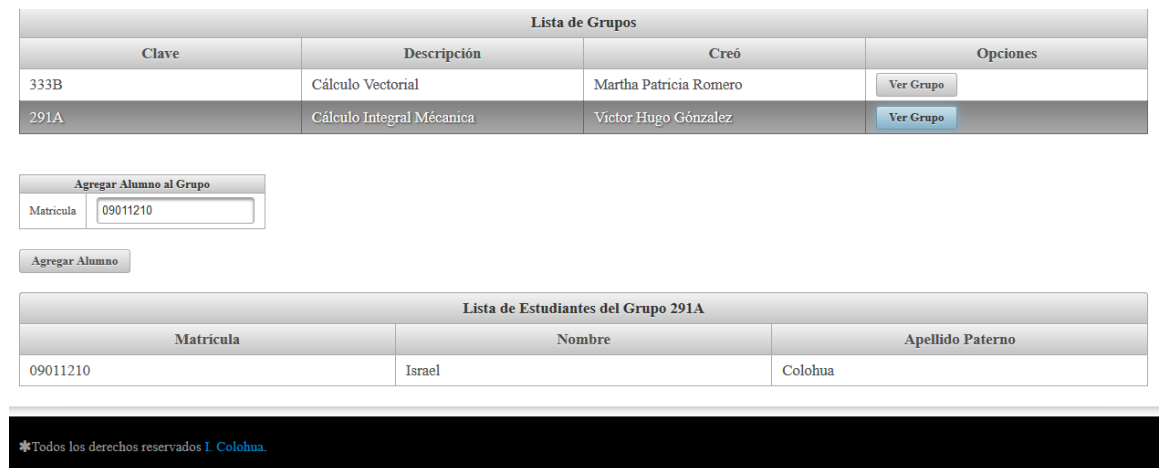 Lista de Grupos
Clave Descripción Creó Opciones
333B Cálculo Vectorial Martha Patricia Romero Ver Grupo
291A Cálculo Integral Mécanica Victor Hugo Gónzalez Ver Grupo
Agregar Alumno al Grupo
Matricula 09011210
Agregar Alumno
Lista de Estudiantes del Grupo 291A
Matrícula Nombre Apellido Paterno
09011210 Israel Colohua
✱Todos los derechos reservados I. Colohua.